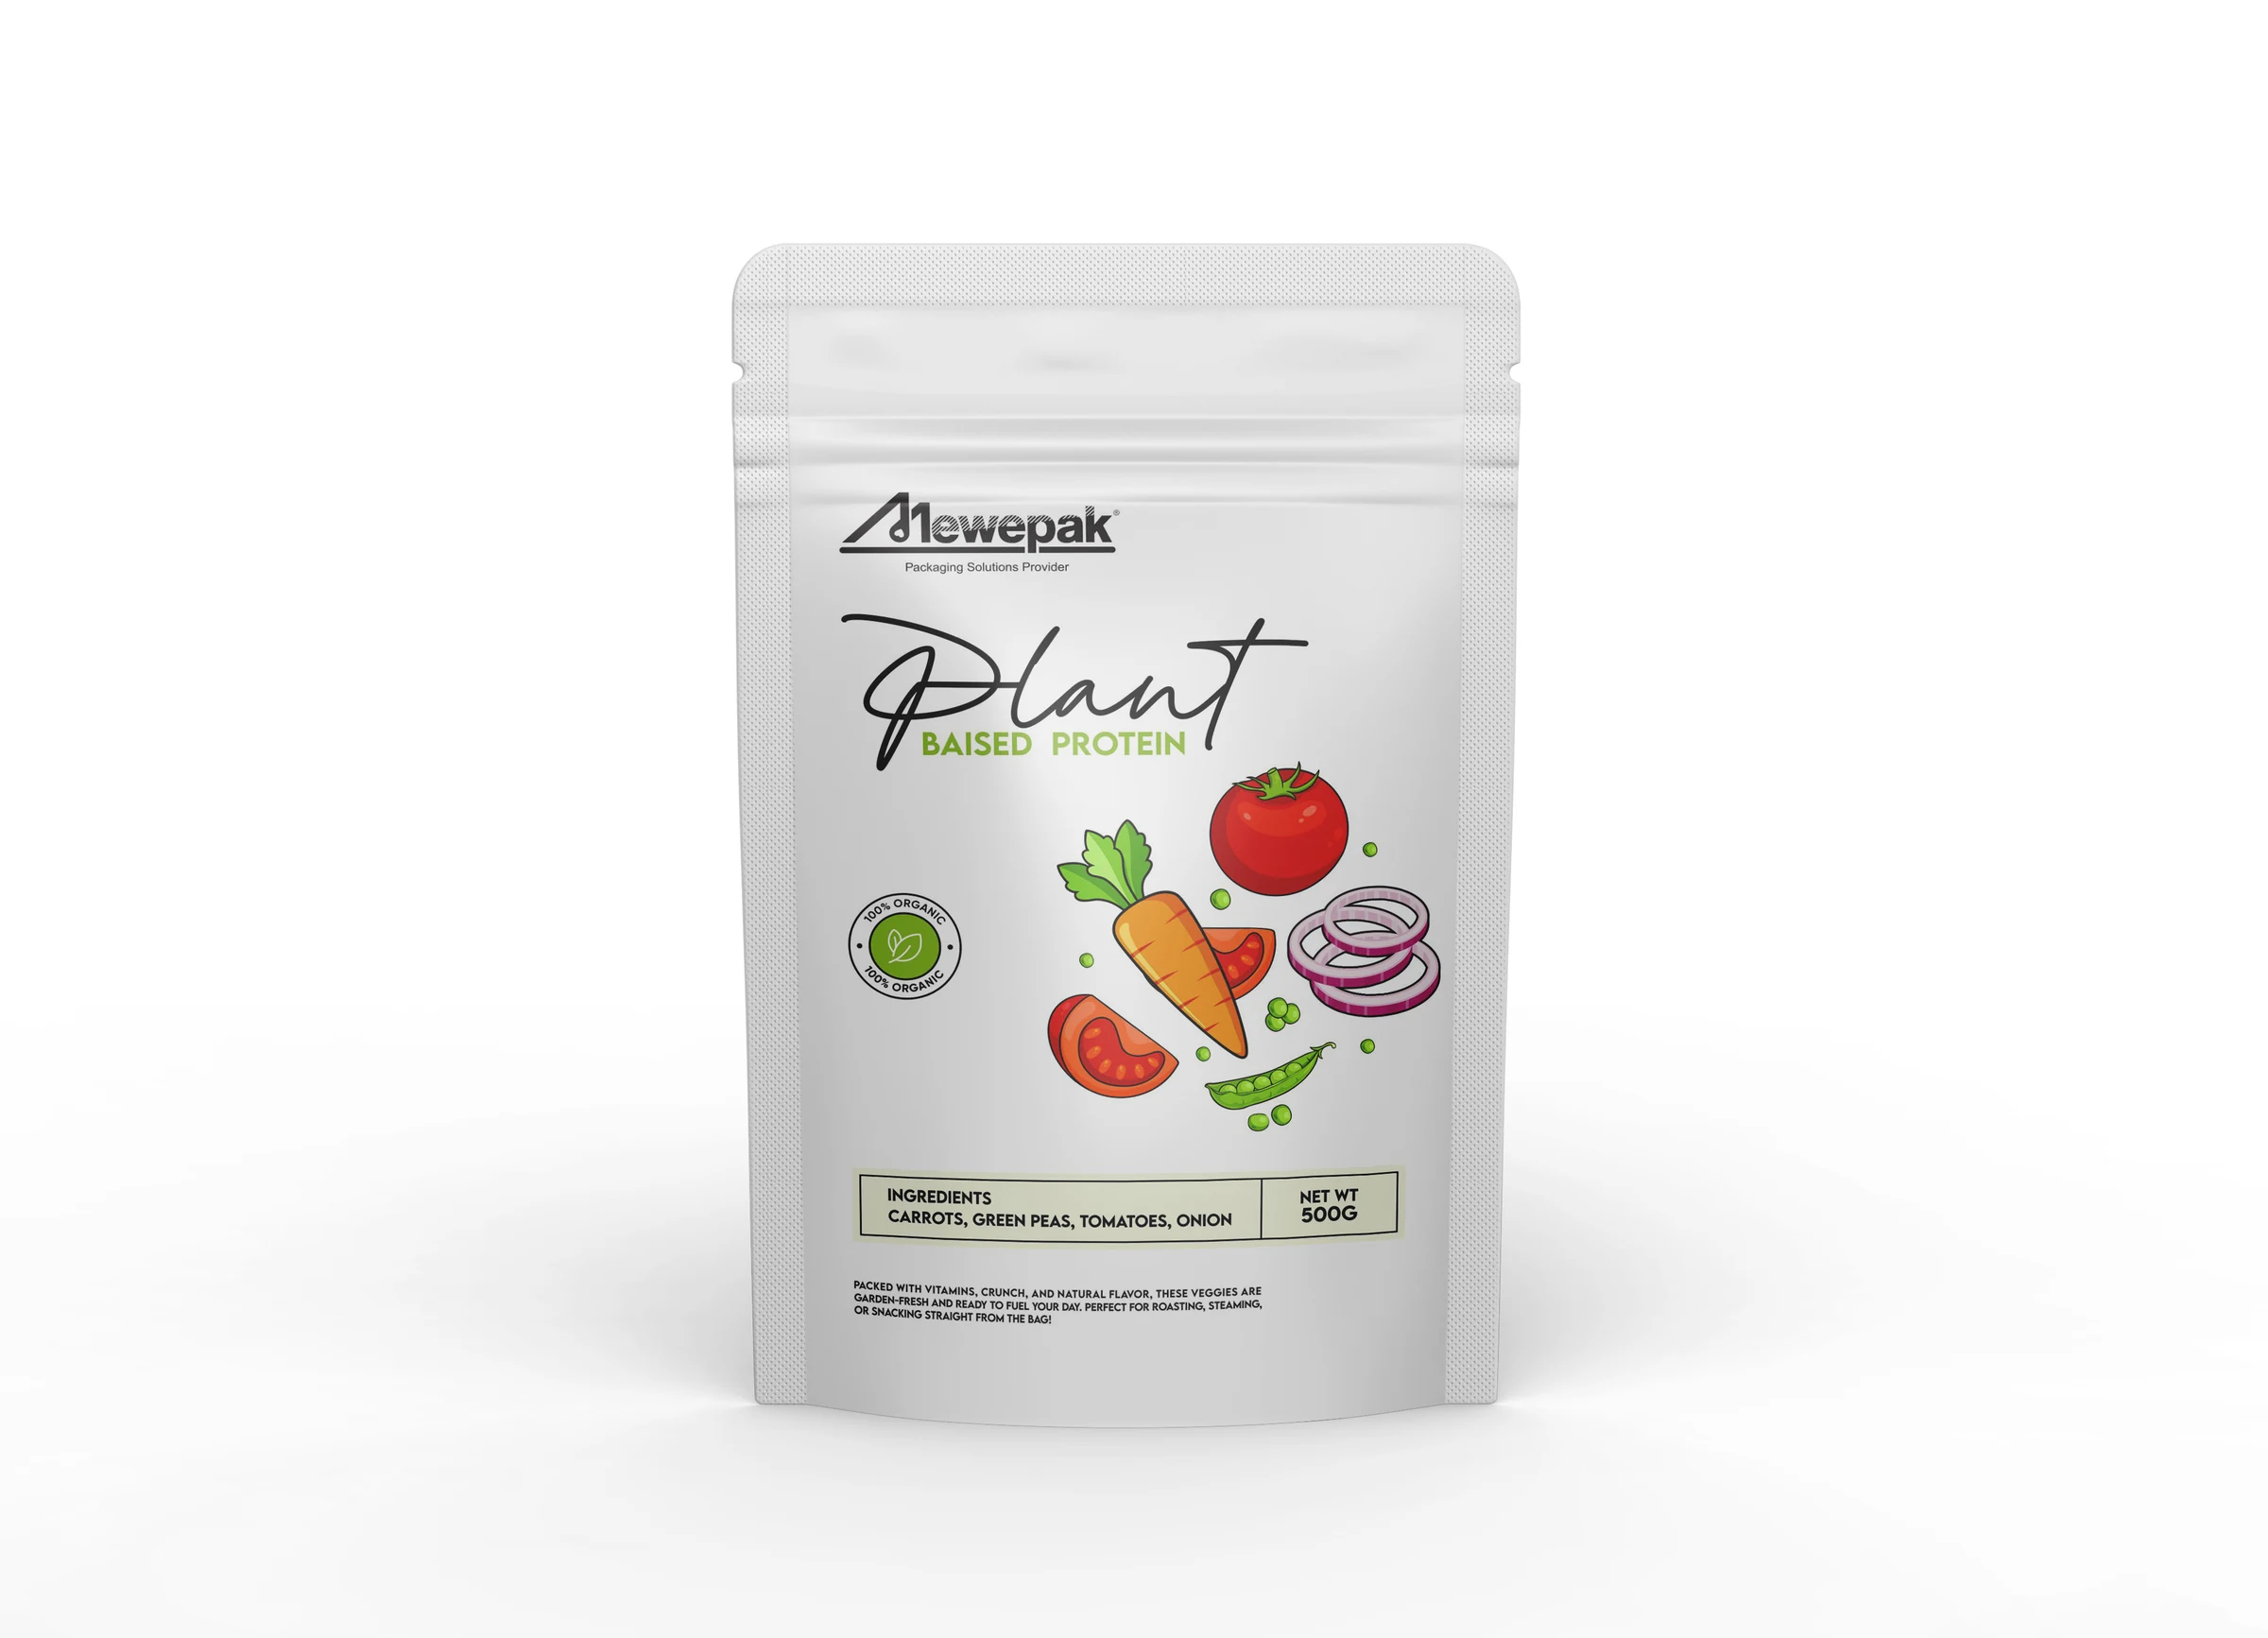 Mewepak®
Packaging Solutions Provider
Plant
BAISED PROTEIN
100% ORGANIC
100% ORGANIC
INGREDIENTS
CARROTS, GREEN PEAS, TOMATOES, ONION
NET WT
500G
PACKED WITH VITAMINS, CRUNCH, AND NATURAL FLAVOR, THESE VEGGIES ARE
GARDEN-FRESH AND READY TO FUEL YOUR DAY. PERFECT FOR ROASTING, STEAMING,
OR SNACKING STRAIGHT FROM THE BAG!